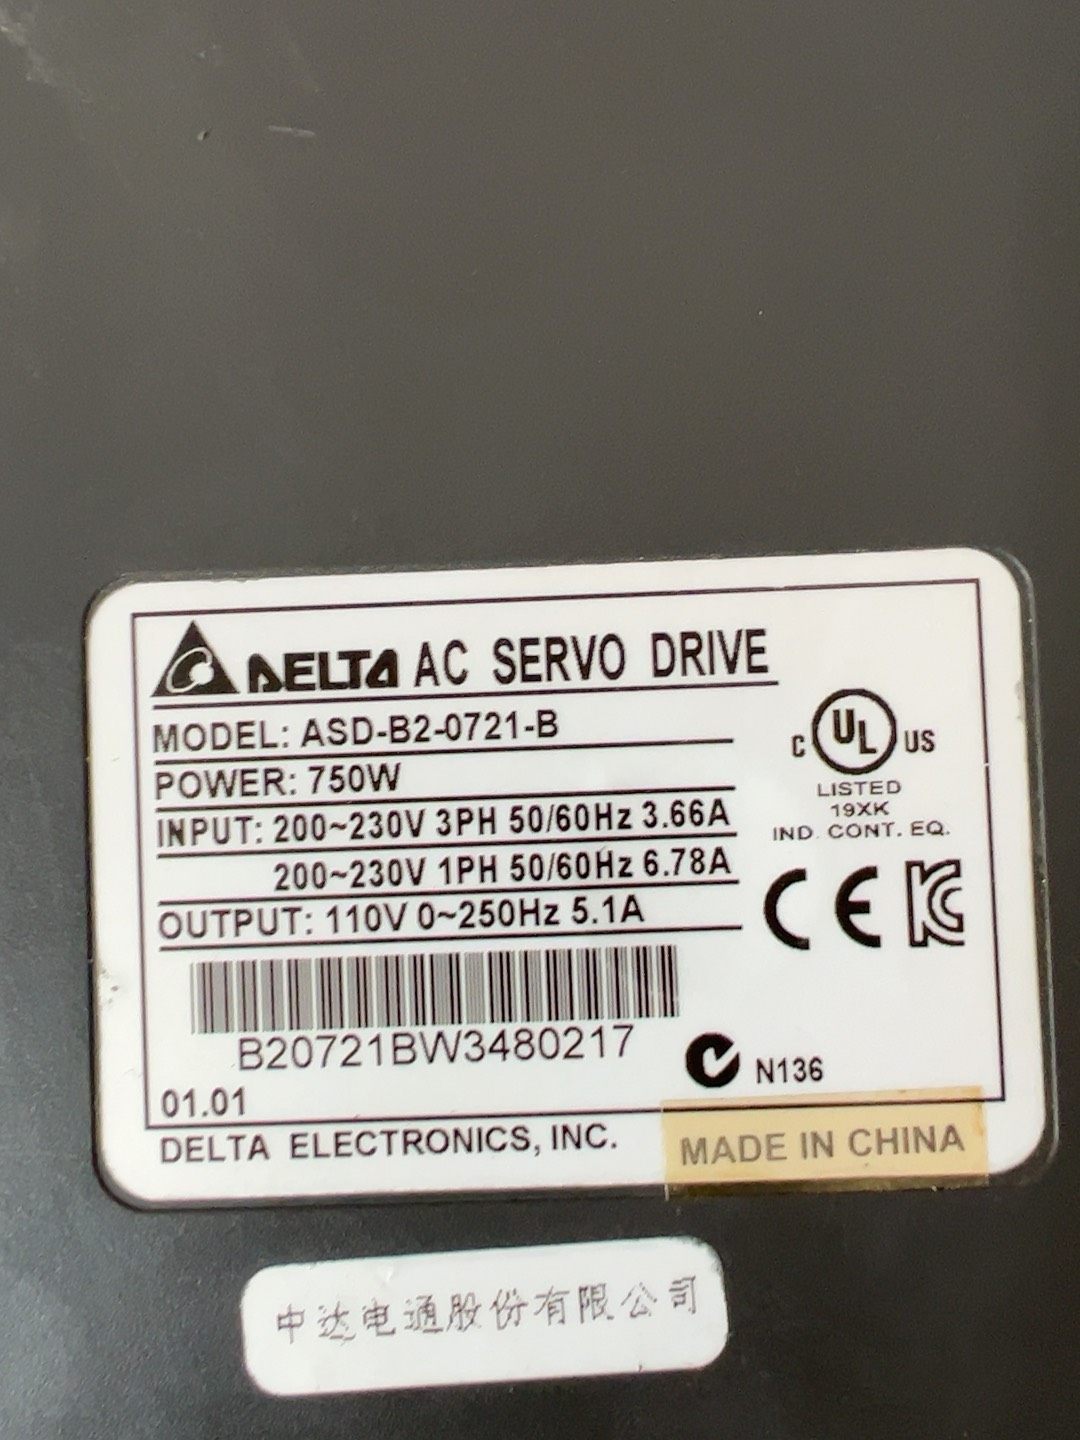 DELTA AC SERVO DRIVE
MODEL: ASD-B2-0721-B
POWER: 750W
INPUT: 200~230V 3PH 50/60Hz 3.66A
200~230V 1PH 50/60Hz 6.78A
OUTPUT: 110V 0~250Hz 5.1A
C UL US
LISTED
19XK
IND. CONT. EQ.
CE KC
B20721BW3480217
N136
01.01
DELTA ELECTRONICS, INC.
MADE IN CHINA
中达电通股份有限公司